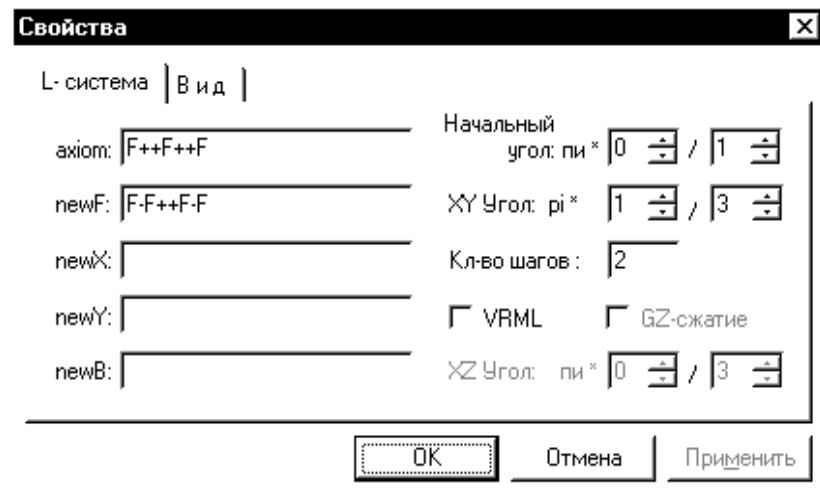 Свойства
L- система Вид
axiom: F++F++F
Начальный
угол: пи * 0 / 1
newF: F-F++F-F
XY Угол: pi * 1 / 3
newX:
Кл-во шагов : 2
newY:
VRML GZ-сжатие
newB:
XZ Угол: пи * 0 / 3
OK Отмена Применить